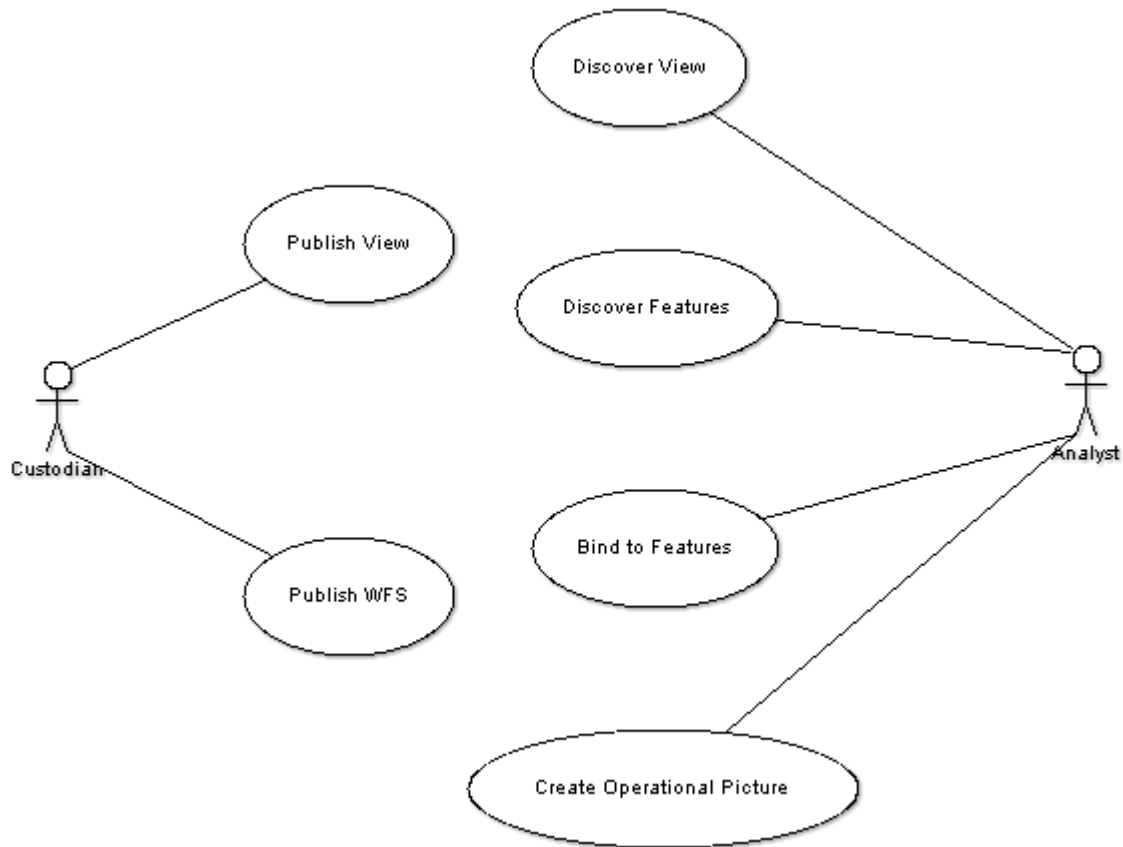 Discover View
Publish View
Discover Features
Custodian
Analyst
Bind to Features
Publish WFS
Create Operational Picture